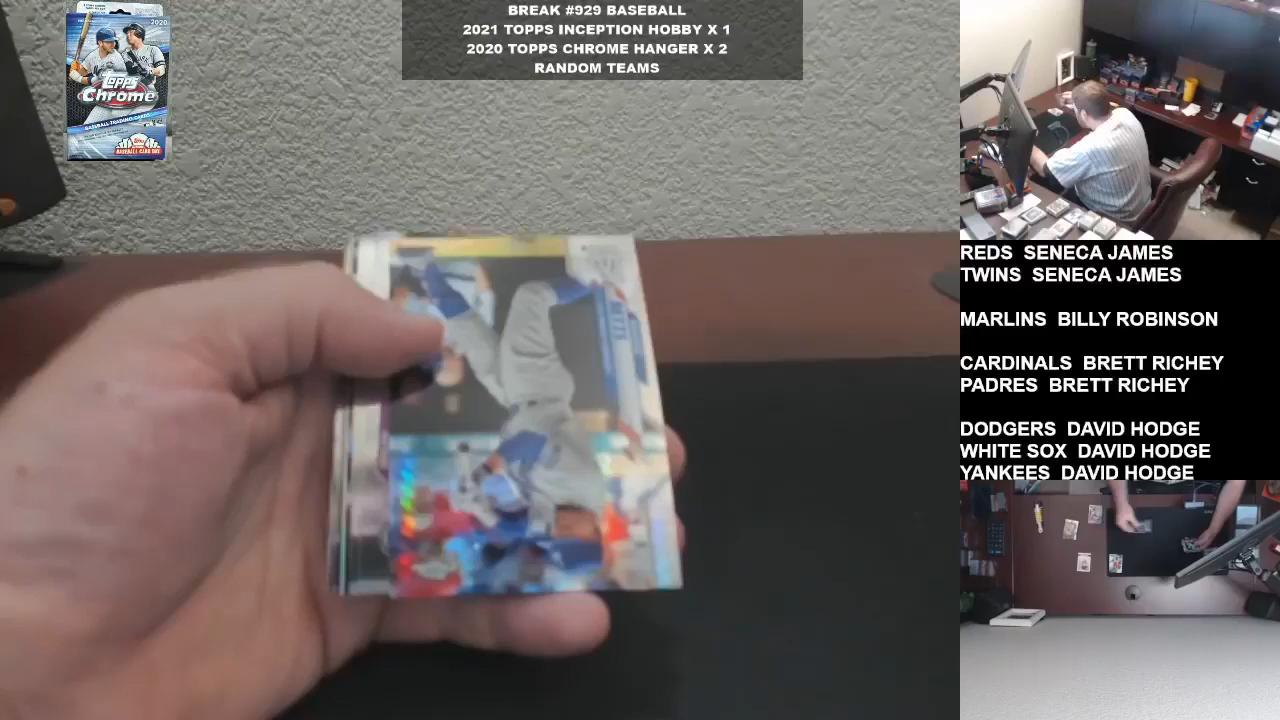 BREAK #929 BASEBALL
2021 TOPPS INCEPTION HOBBY X 1
2020 TOPPS CHROME HANGER X 2
RANDOM TEAMS
2020
topps
Chrome
BASEBALL TRADING CARDS
REDS SENECA JAMES
TWINS SENECA JAMES
MARLINS BILLY ROBINSON
CARDINALS BRETT RICHEY
PADRES BRETT RICHEY
DODGERS DAVID HODGE
WHITE SOX DAVID HODGE
YANKEES DAVID HODGE